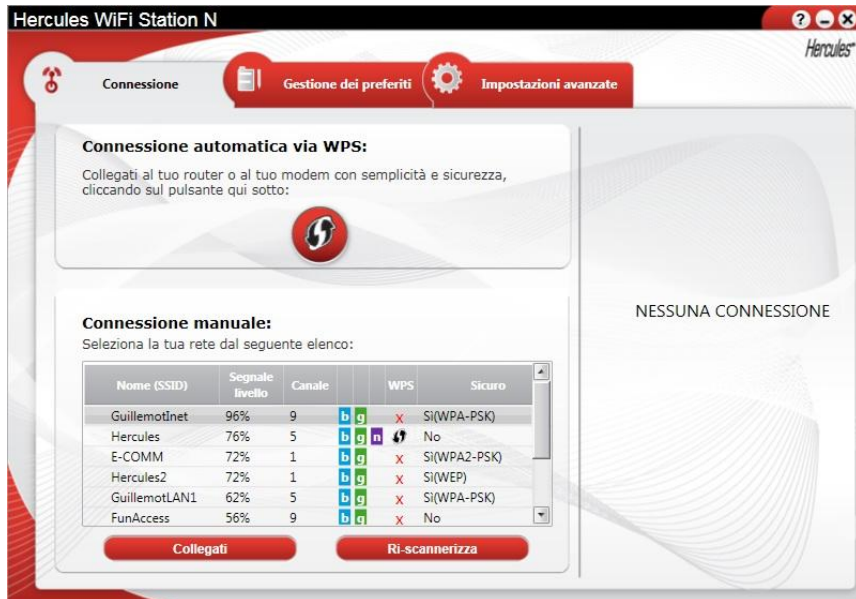 Hercules WiFi Station N
Hercules
Connessione
Gestione dei preferiti
Impostazioni avanzate
Connessione automatica via WPS:
Collegati al tuo router o al tuo modem con semplicità e sicurezza,
cliccando sul pulsante qui sotto:
NESSUNA CONNESSIONE
Connessione manuale:
Seleziona la tua rete dal seguente elenco:
Nome (SSID) Segnale livello Canale WPS Sicuro
GuillemotInet 96% 9 b g x Sì(WPA-PSK)
Hercules 76% 5 b g n No
E-COMM 72% 1 b g x Sì(WPA2-PSK)
Hercules2 72% 1 b g x Sì(WEP)
GuillemotLAN1 62% 5 b g x Sì(WPA-PSK)
FunAccess 56% 9 b g x No
Collegati
Ri-scannerizza